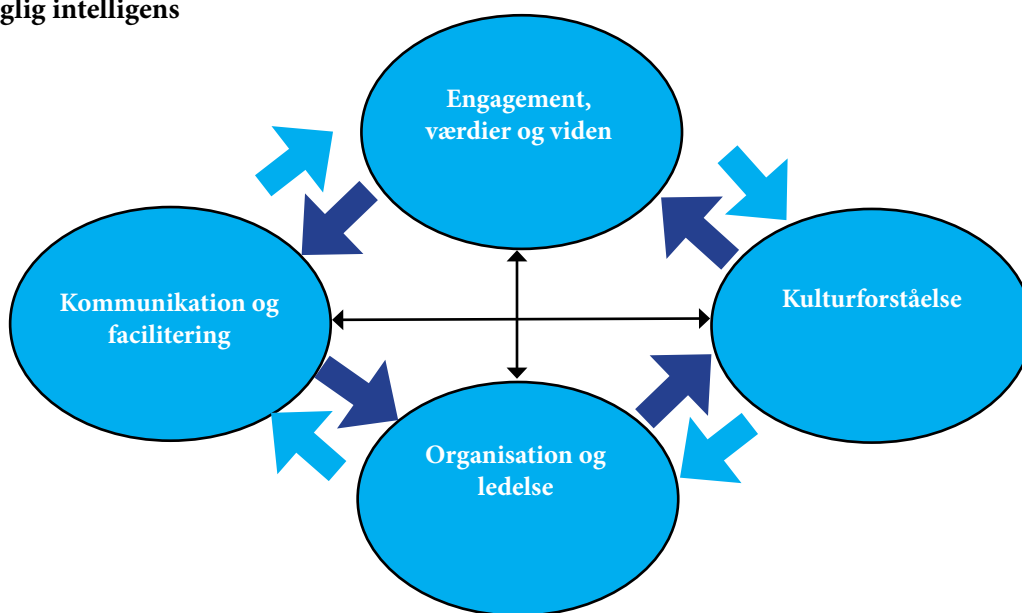 glig intelligens
Engagement,
værdier og viden
Kommunikation og
facilitering
Kulturforståelse
Organisation og
ledelse